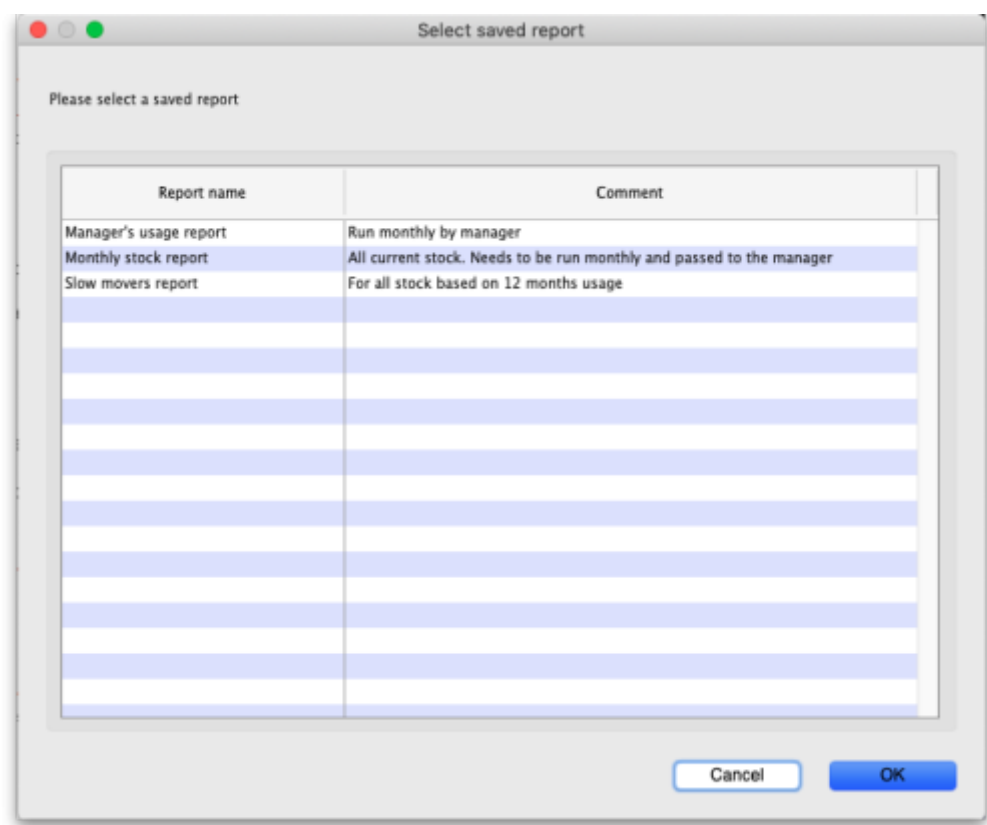 Select saved report
Please select a saved report
Report name Comment
Manager's usage report Run monthly by manager
Monthly stock report All current stock. Needs to be run monthly and passed to the manager
Slow movers report For all stock based on 12 months usage
Cancel OK